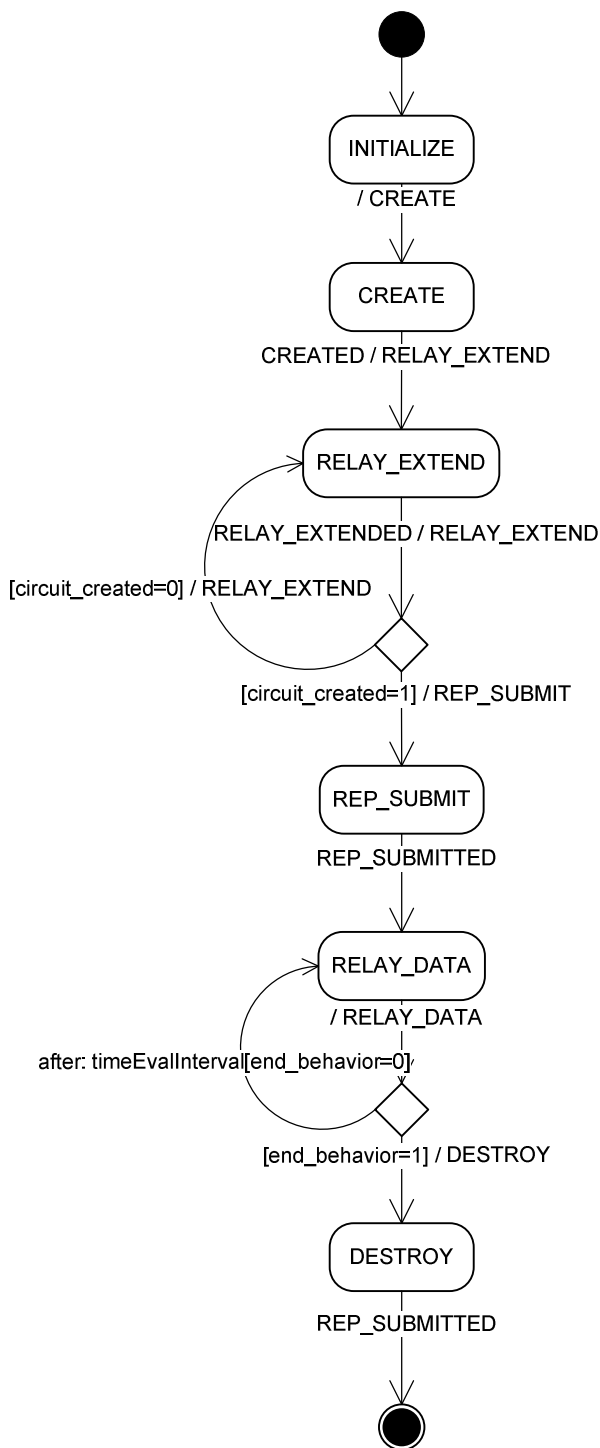 INITIALIZE
/ CREATE
CREATE
CREATED / RELAY_EXTEND
RELAY_EXTEND
RELAY_EXTENDED / RELAY_EXTEND
[circuit_created=0] / RELAY_EXTEND
[circuit_created=1] / REP_SUBMIT
REP_SUBMIT
REP_SUBMITTED
RELAY_DATA
/ RELAY_DATA
after: timeEvalInterval[end_behavior=0]
[end_behavior=1] / DESTROY
DESTROY
REP_SUBMITTED